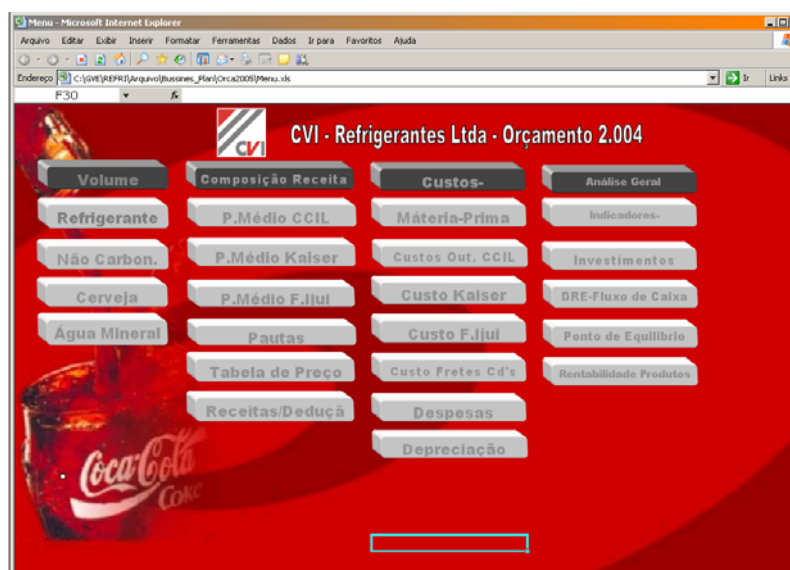 Menu - Microsoft Internet Explorer
Arquivo Editar Exibir Inserir Formatar Ferramentas Dados Ir para Favoritos Ajuda
Endereço C:\GVE\REFRI\Arquivo\Bussines_Plan\Orca2005\Menu.xls Ir Links
F30 fx
CVI
CVI - Refrigerantes Ltda - Orçamento 2.004
Volume
Refrigerante
Não Carbon.
Cerveja
Água Mineral
Composição Receita
P.Médio CCIL
P.Médio Kaiser
P.Médio F.Ijui
Pautas
Tabela de Preço
Receitas/Deduçã
Custos-
Máteria-Prima
Custos Out. CCIL
Custo Kaiser
Custo F.Ijui
Custo Fretes Cd's
Despesas
Depreciação
Análise Geral
Indicadores-
Investimentos
DRE-Fluxo de Caixa
Ponto de Equilibrio
Rentabilidade Produtos
Coca-Cola
Coke